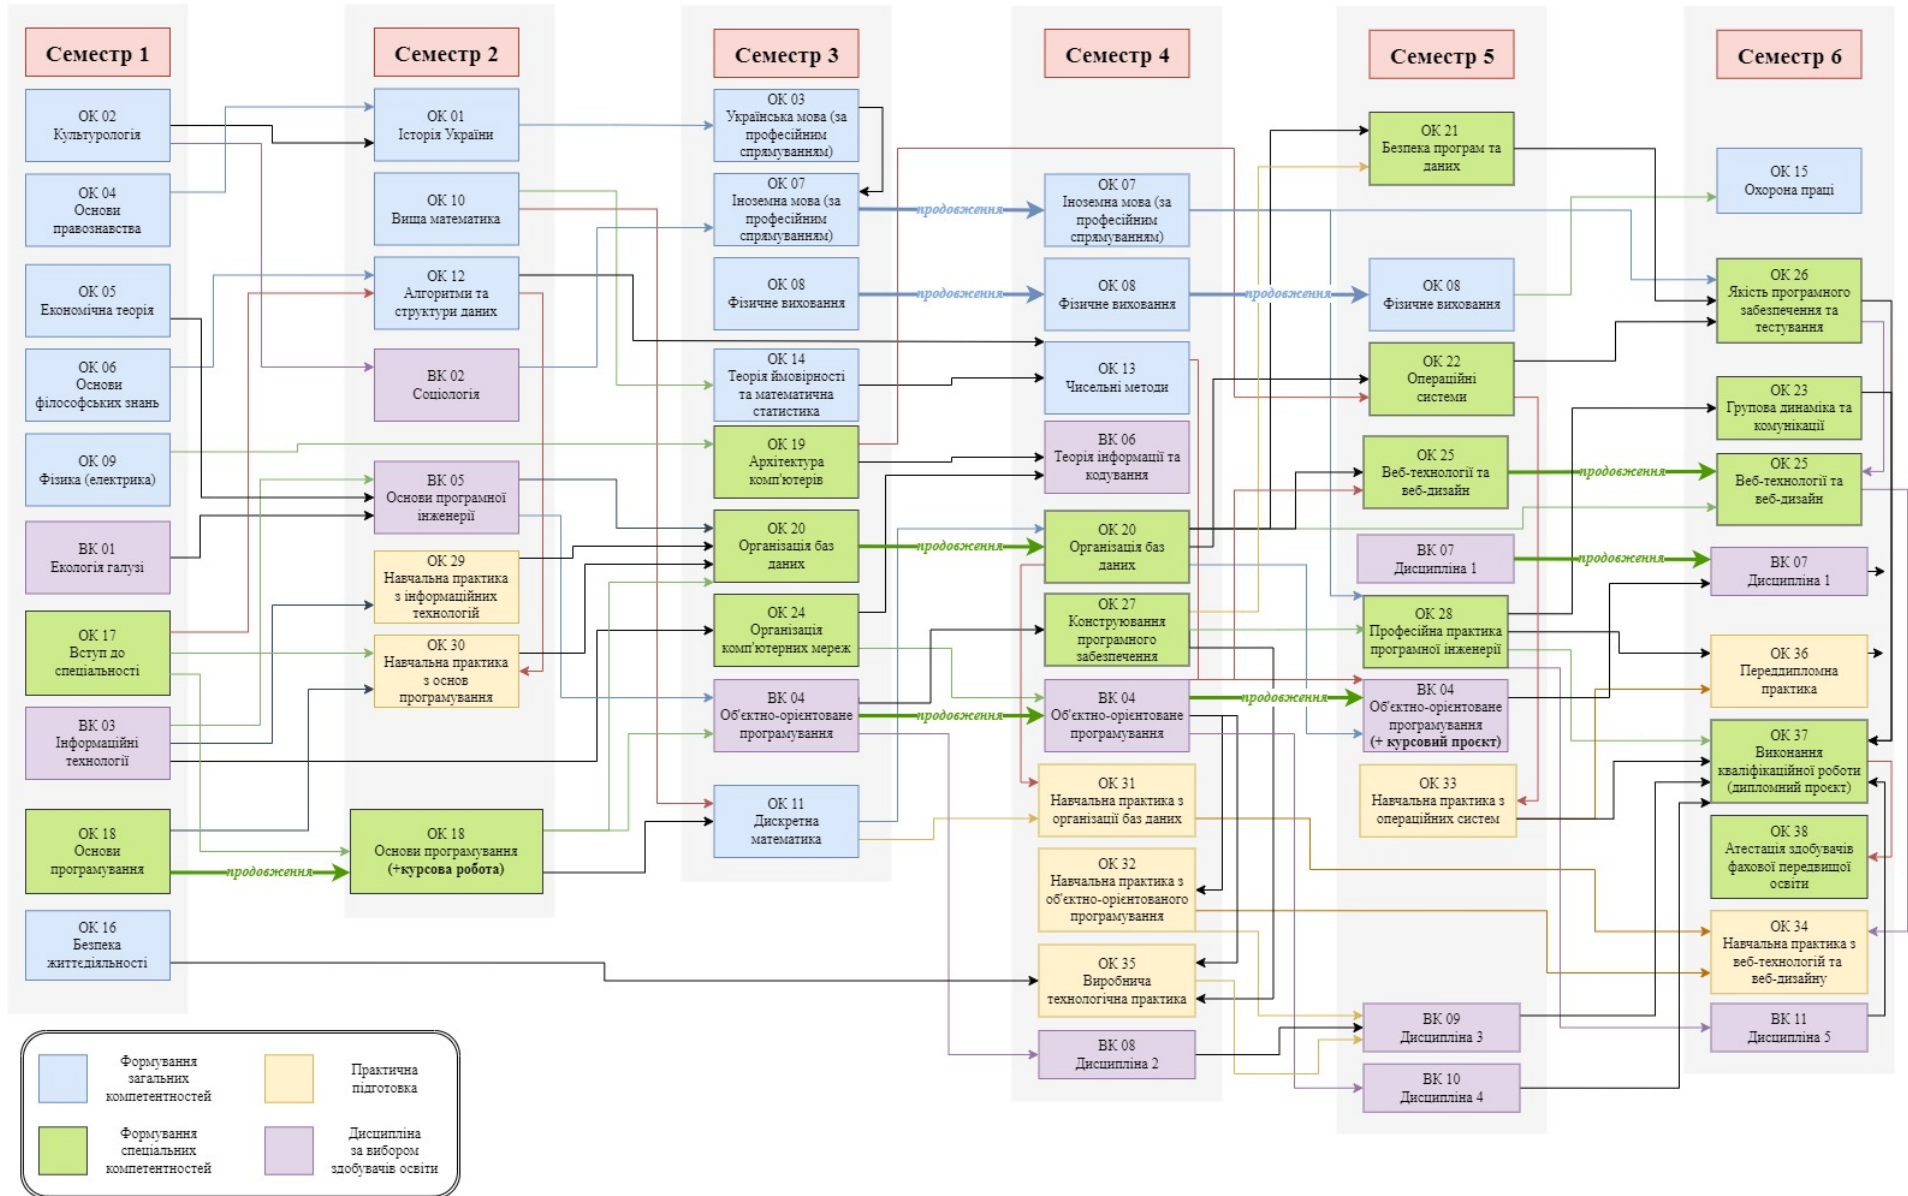 Семестр 1
ОК 02
Культурологія
ОК 04
Основи
правознавства
ОК 05
Економічна теорія
ОК 06
Основи
філософських знань
ОК 09
Фізика (електрика)
ВК 01
Екологія галузі
ОК 17
Вступ до
спеціальності
ВК 03
Інформаційні
технології
ОК 18
Основи
програмування
ОК 16
Безпека
життєдіяльності
продовження
Семестр 2
ОК 01
Історія України
ОК 10
Вища математика
ОК 12
Алгоритми та
структури даних
ВК 02
Соціологія
ВК 05
Основи програмної
інженерії
ОК 29
Навчальна практика
з інформаційних
технологій
ОК 30
Навчальна практика
з основ
програмування
ОК 18
Основи програмування
(+курсова робота)
Семестр 3
ОК 03
Українська мова (за
професійним
спрямуванням)
ОК 07
Іноземна мова (за
професійним
спрямуванням)
ОК 08
Фізичне виховання
ОК 14
Теорія ймовірності
та математична
статистика
ОК 19
Архітектура
комп'ютерів
ОК 20
Організація баз
даних
ОК 24
Організація
комп'ютерних мереж
ВК 04
Об'єктно-орієнтоване
програмування
ОК 11
Дискретна
математика
продовження
продовження
продовження
продовження
Семестр 4
ОК 07
Іноземна мова (за
професійним
спрямуванням)
ОК 08
Фізичне виховання
ОК 13
Чисельні методи
ВК 06
Теорія інформації та
кодування
ОК 20
Організація баз
даних
ОК 27
Конструювання
програмного
забезпечення
ВК 04
Об'єктно-орієнтоване
програмування
ОК 31
Навчальна практика з
організації баз даних
ОК 32
Навчальна практика з
об'єктно-орієнтованого
програмування
ОК 35
Виробнича
технологічна практика
ВК 08
Дисципліна 2
продовження
продовження
Семестр 5
ОК 21
Безпека програм та
даних
ОК 08
Фізичне виховання
ОК 22
Операційні
системи
ОК 25
Веб-технології та
веб-дизайн
ВК 07
Дисципліна 1
ОК 28
Професійна практика
програмної інженерії
ВК 04
Об'єктно-орієнтоване
програмування
(+ курсовий проєкт)
ОК 33
Навчальна практика з
операційних систем
ВК 09
Дисципліна 3
ВК 10
Дисципліна 4
продовження
продовження
Семестр 6
ОК 15
Охорона праці
ОК 26
Якість програмного
забезпечення та
тестування
ОК 23
Групова динаміка та
комунікації
ОК 25
Веб-технології та
веб-дизайн
ВК 07
Дисципліна 1
ОК 36
Переддипломна
практика
ОК 37
Виконання
кваліфікаційної роботи
(дипломний проєкт)
ОК 38
Атестація здобувачів
фахової передвищої
освіти
ОК 34
Навчальна практика з
веб-технологій та
веб-дизайну
ВК 11
Дисципліна 5
Формування
загальних
компетентностей
Практична
підготовка
Формування
спеціальних
компетентностей
Дисципліна
за вибором
здобувачів освіти